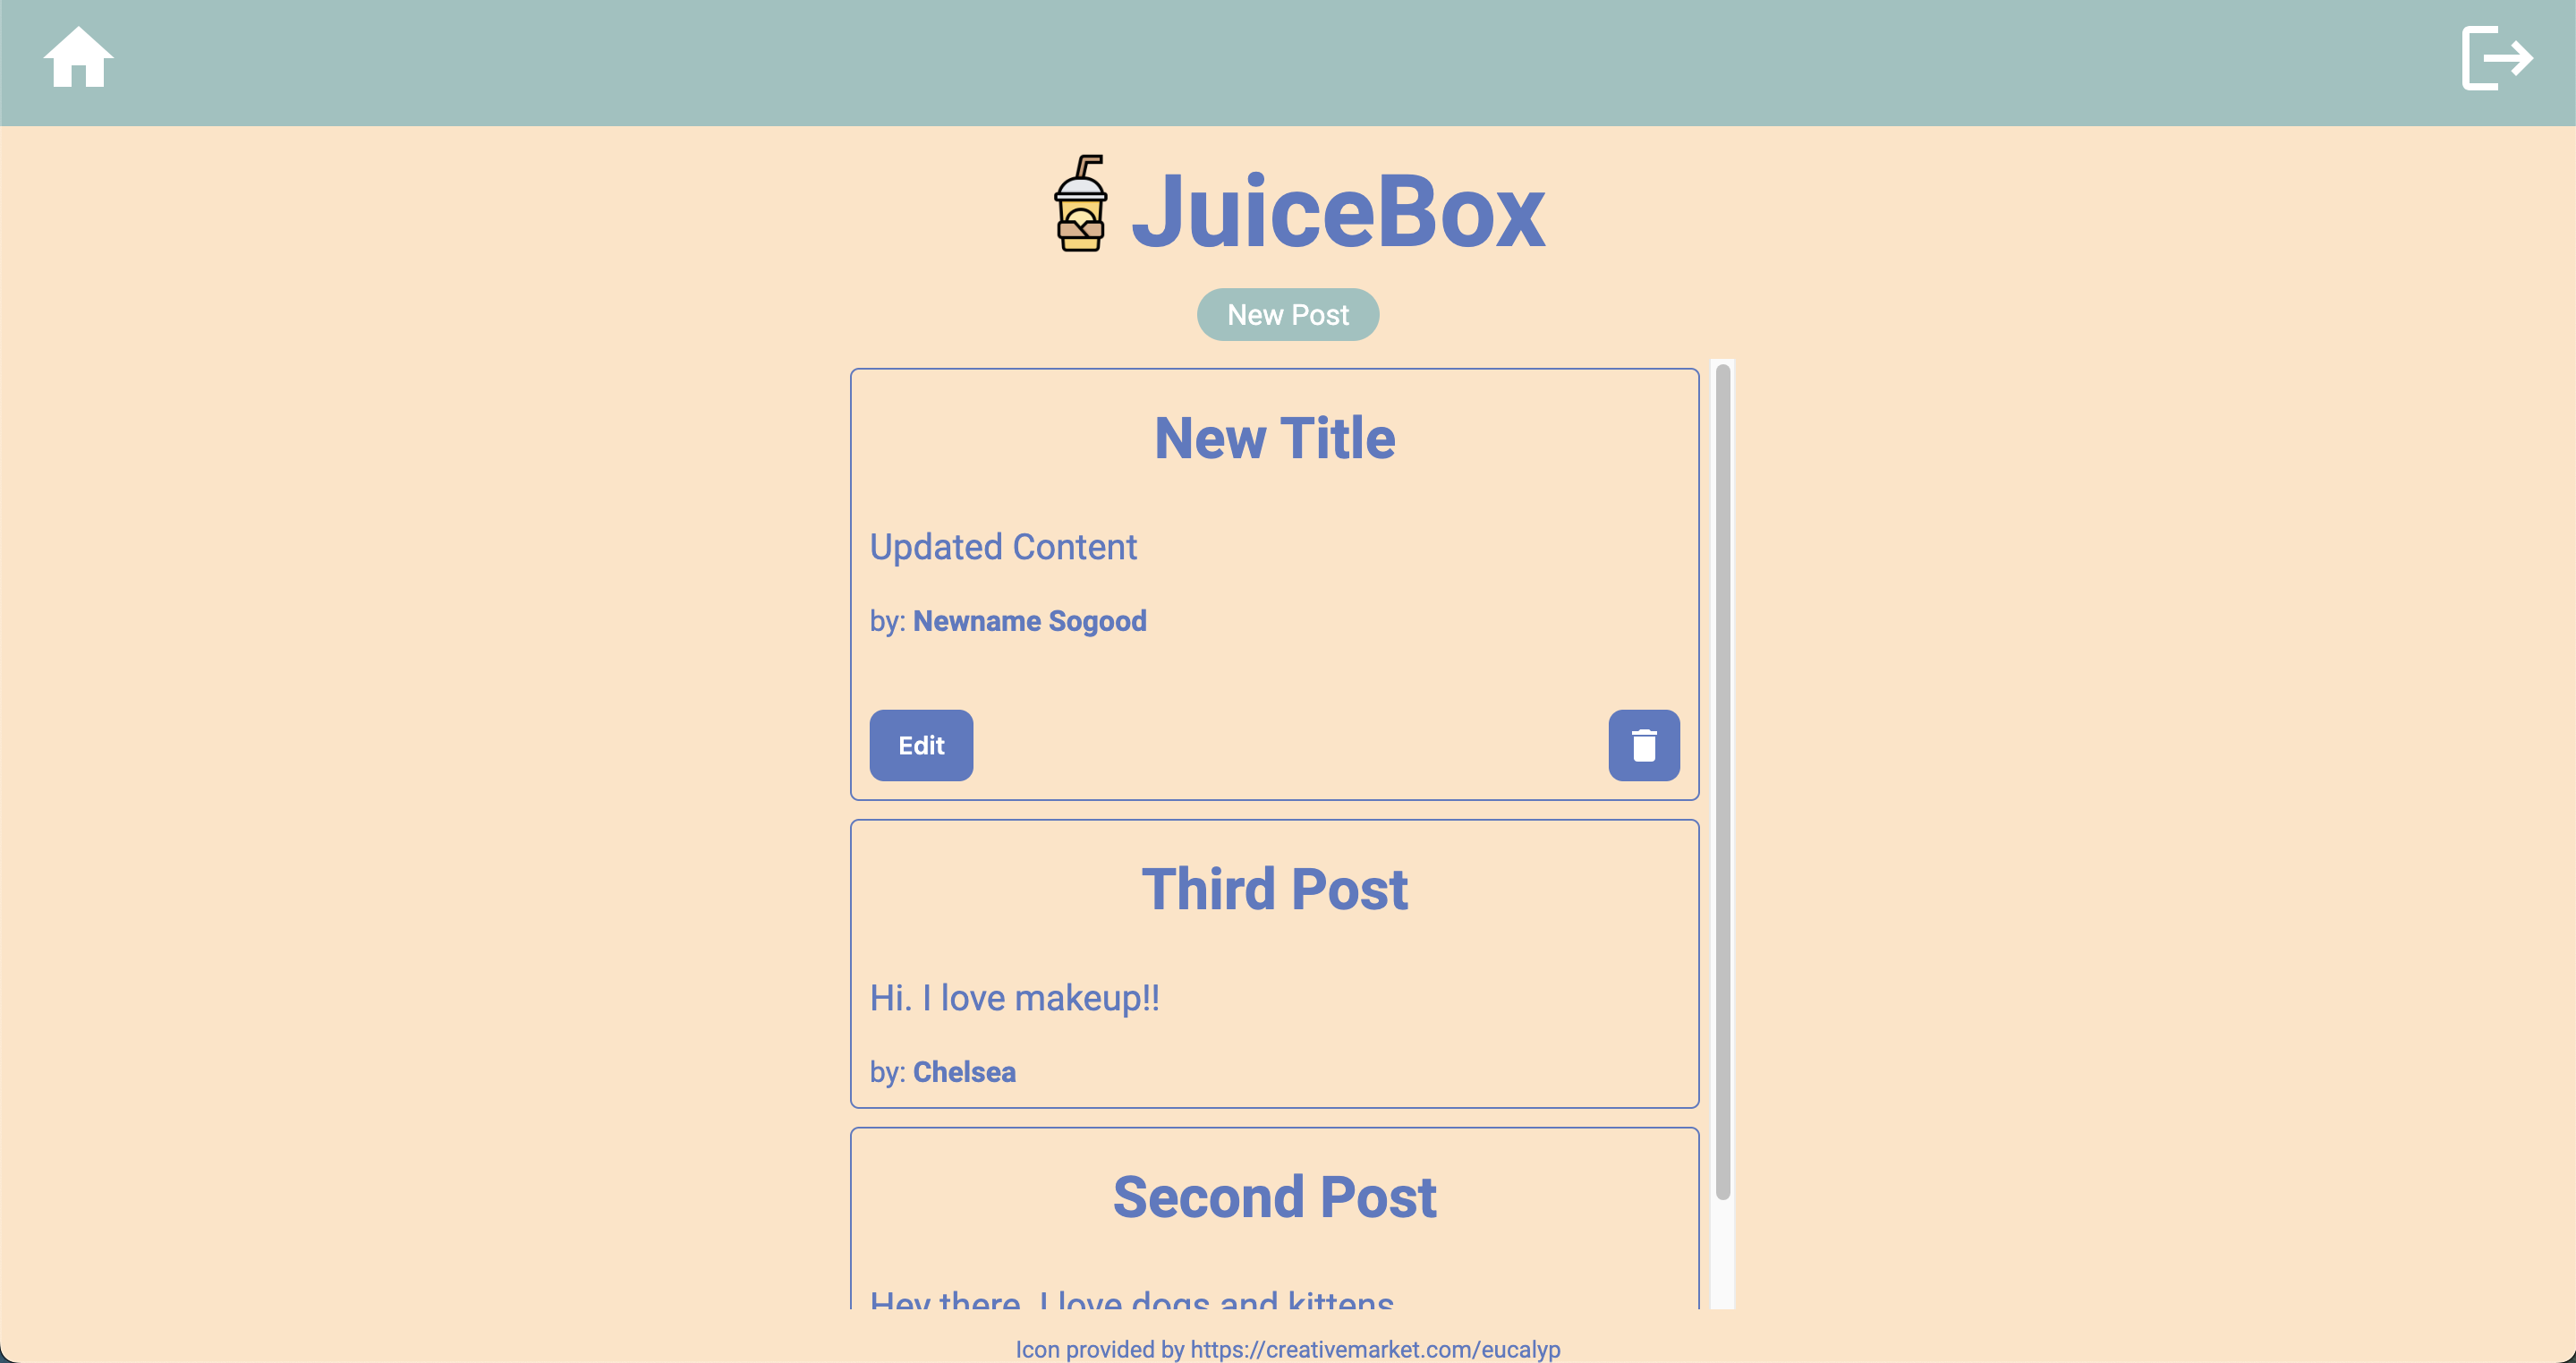 JuiceBox
New Post
New Title
Updated Content
by: Newname Sogood
Edit
Third Post
Hi. I love makeup!!
by: Chelsea
Second Post
Hey there. I love dogs and kittens
Icon provided by https://creativemarket.com/eucalyp